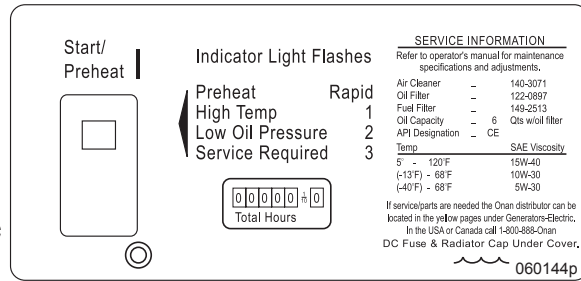 Start/
Preheat
Indicator Light Flashes
Preheat Rapid
High Temp 1
Low Oil Pressure 2
Service Required 3
0 0 0 0 0 1/10 0
Total Hours
SERVICE INFORMATION
Refer to operator's manual for maintenance
specifications and adjustments.
Air Cleaner – 140-3071
Oil Filter – 122-0897
Fuel Filter – 149-2513
Oil Capacity – 6 Qts w/oil filter
API Designation – CE
Temp SAE Viscosity
5° - 120°F 15W-40
(-13°F) - 68°F 10W-30
(-40°F) - 68°F 5W-30
If service/parts are needed the Onan distributor can be
located in the yellow pages under Generators-Electric.
In the USA or Canada call 1-800-888-Onan
DC Fuse & Radiator Cap Under Cover.
060144p